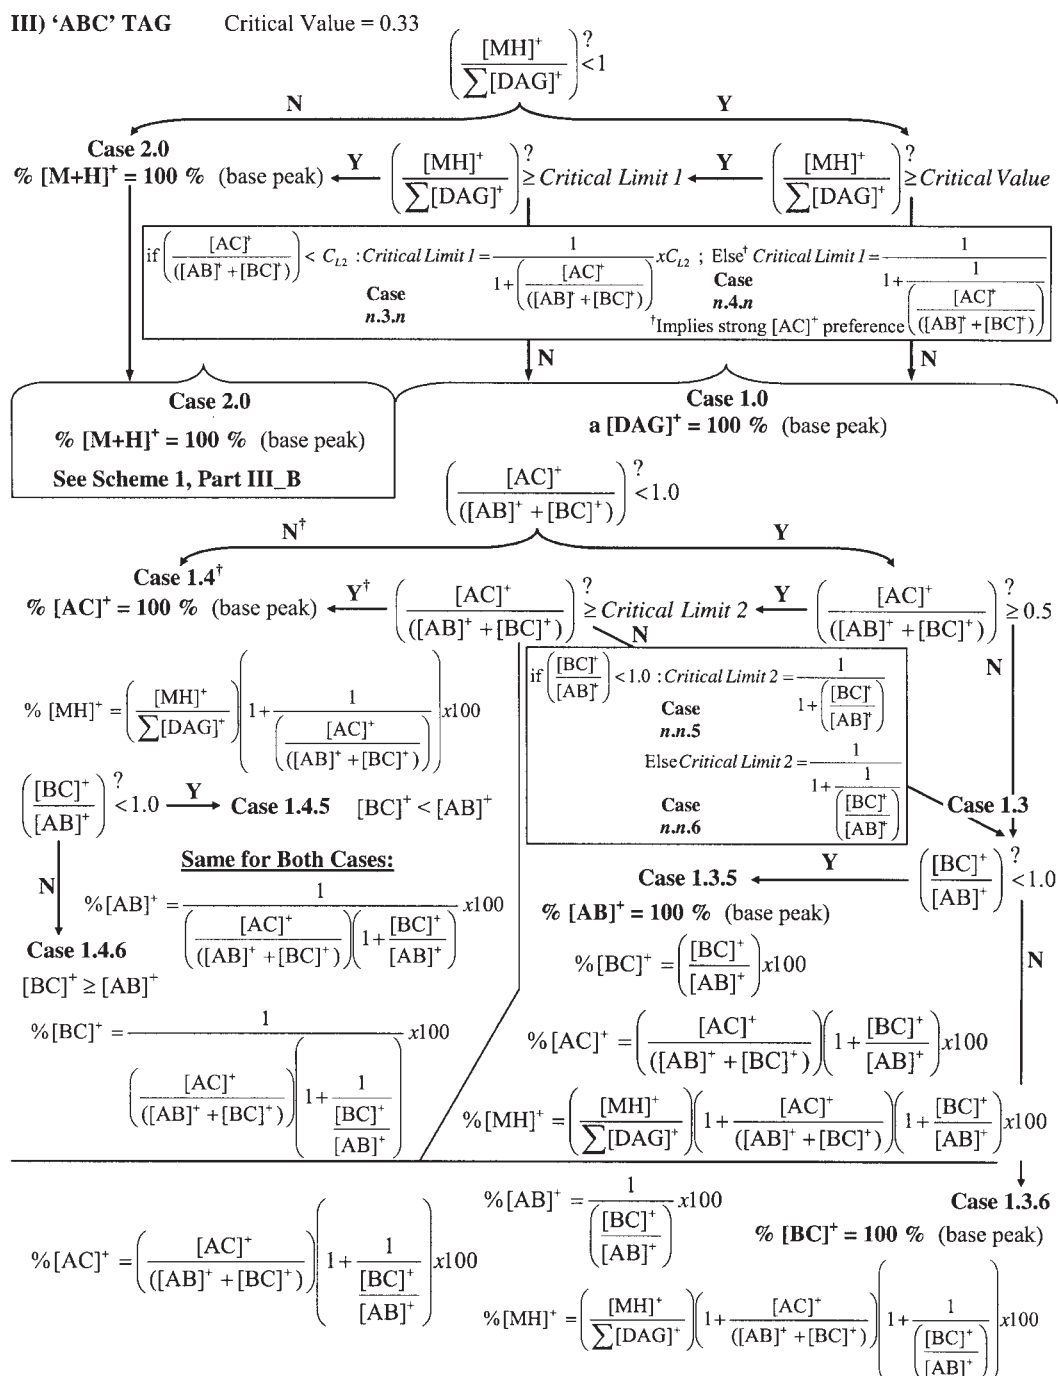 III) ‘ABC’ TAG Critical Value = 0.33
([MH]⁺ / ∑[DAG]⁺) ?<1
N Y
Case 2.0
% [M+H]⁺ = 100 % (base peak) Y ([MH]⁺ / ∑[DAG]⁺) ?≥ Critical Limit 1 Y ([MH]⁺ / ∑[DAG]⁺) ?≥ Critical Value
if ([AC]⁺ / ([AB]⁺ +[BC]⁺)) < C_L2 : Critical Limit 1 = 1 / (1+([AC]⁺ / ([AB]⁺ +[BC]⁺))) xC_L2 ; Else† Critical Limit 1 = 1 / (1+ 1 / ([AC]⁺ / ([AB]⁺ +[BC]⁺)))
Case n.3.n
Case n.4.n
†Implies strong [AC]⁺ preference
N N
Case 2.0
% [M+H]⁺ = 100 % (base peak)
See Scheme 1, Part III_B
Case 1.0
a [DAG]⁺ = 100 % (base peak)
([AC]⁺ / ([AB]⁺ +[BC]⁺)) ?<1.0
N† Y
Case 1.4†
% [AC]⁺ = 100 % (base peak) Y† ([AC]⁺ / ([AB]⁺ +[BC]⁺)) ?≥ Critical Limit 2 Y ([AC]⁺ / ([AB]⁺ +[BC]⁺)) ?≥ 0.5
N N
if ([BC]⁺ / [AB]⁺) < 1.0 : Critical Limit 2 = 1 / (1+([BC]⁺ / [AB]⁺))
Case n.n.5
Else Critical Limit 2 = 1 / (1+ 1 / ([BC]⁺ / [AB]⁺))
Case n.n.6
% [MH]⁺ = ([MH]⁺ / ∑[DAG]⁺)(1+ 1 / ([AC]⁺ / ([AB]⁺ +[BC]⁺)))x100
([BC]⁺ / [AB]⁺) ?<1.0 Y Case 1.4.5 [BC]⁺ < [AB]⁺
N
Same for Both Cases:
%[AB]⁺ = 1 / (([AC]⁺ / ([AB]⁺ +[BC]⁺))(1+ [BC]⁺ / [AB]⁺)) x100
Case 1.4.6
[BC]⁺ ≥ [AB]⁺
%[BC]⁺ = 1 / (([AC]⁺ / ([AB]⁺ +[BC]⁺))(1+ 1 / ([BC]⁺ / [AB]⁺))) x100
Case 1.3
([BC]⁺ / [AB]⁺) ?<1.0
Y
N
Case 1.3.5
% [AB]⁺ = 100 % (base peak)
%[BC]⁺ = ([BC]⁺ / [AB]⁺)x100
%[AC]⁺ = ([AC]⁺ / ([AB]⁺ +[BC]⁺))(1+ [BC]⁺ / [AB]⁺)x100
%[MH]⁺ = ([MH]⁺ / ∑[DAG]⁺)(1+ [AC]⁺ / ([AB]⁺ +[BC]⁺))(1+ [BC]⁺ / [AB]⁺)x100
Case 1.3.6
% [BC]⁺ = 100 % (base peak)
%[AB]⁺ = 1 / ([BC]⁺ / [AB]⁺) x100
%[AC]⁺ = ([AC]⁺ / ([AB]⁺ +[BC]⁺))(1+ 1 / ([BC]⁺ / [AB]⁺))x100
%[MH]⁺ = ([MH]⁺ / ∑[DAG]⁺)(1+ [AC]⁺ / ([AB]⁺ +[BC]⁺))(1+ 1 / ([BC]⁺ / [AB]⁺))x100